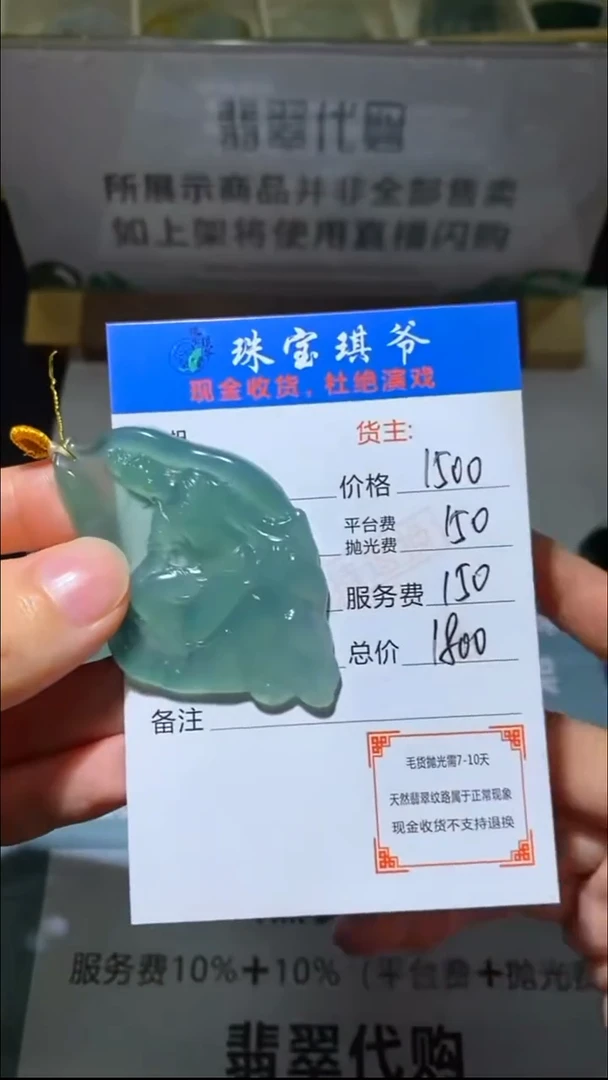 翡翠代购
所展示商品并非全部售卖
如上架将使用直播闪购
珠宝琪爷
现金收货，杜绝演戏
货主:
价格 1500
平台费
抛光费 150
服务费 150
总价 1800
备注
毛货抛光需7-10天
天然翡翠纹路属于正常现象
现金收货不支持退换
服务费10%+10%（平台费+抛光费
翡翠代购